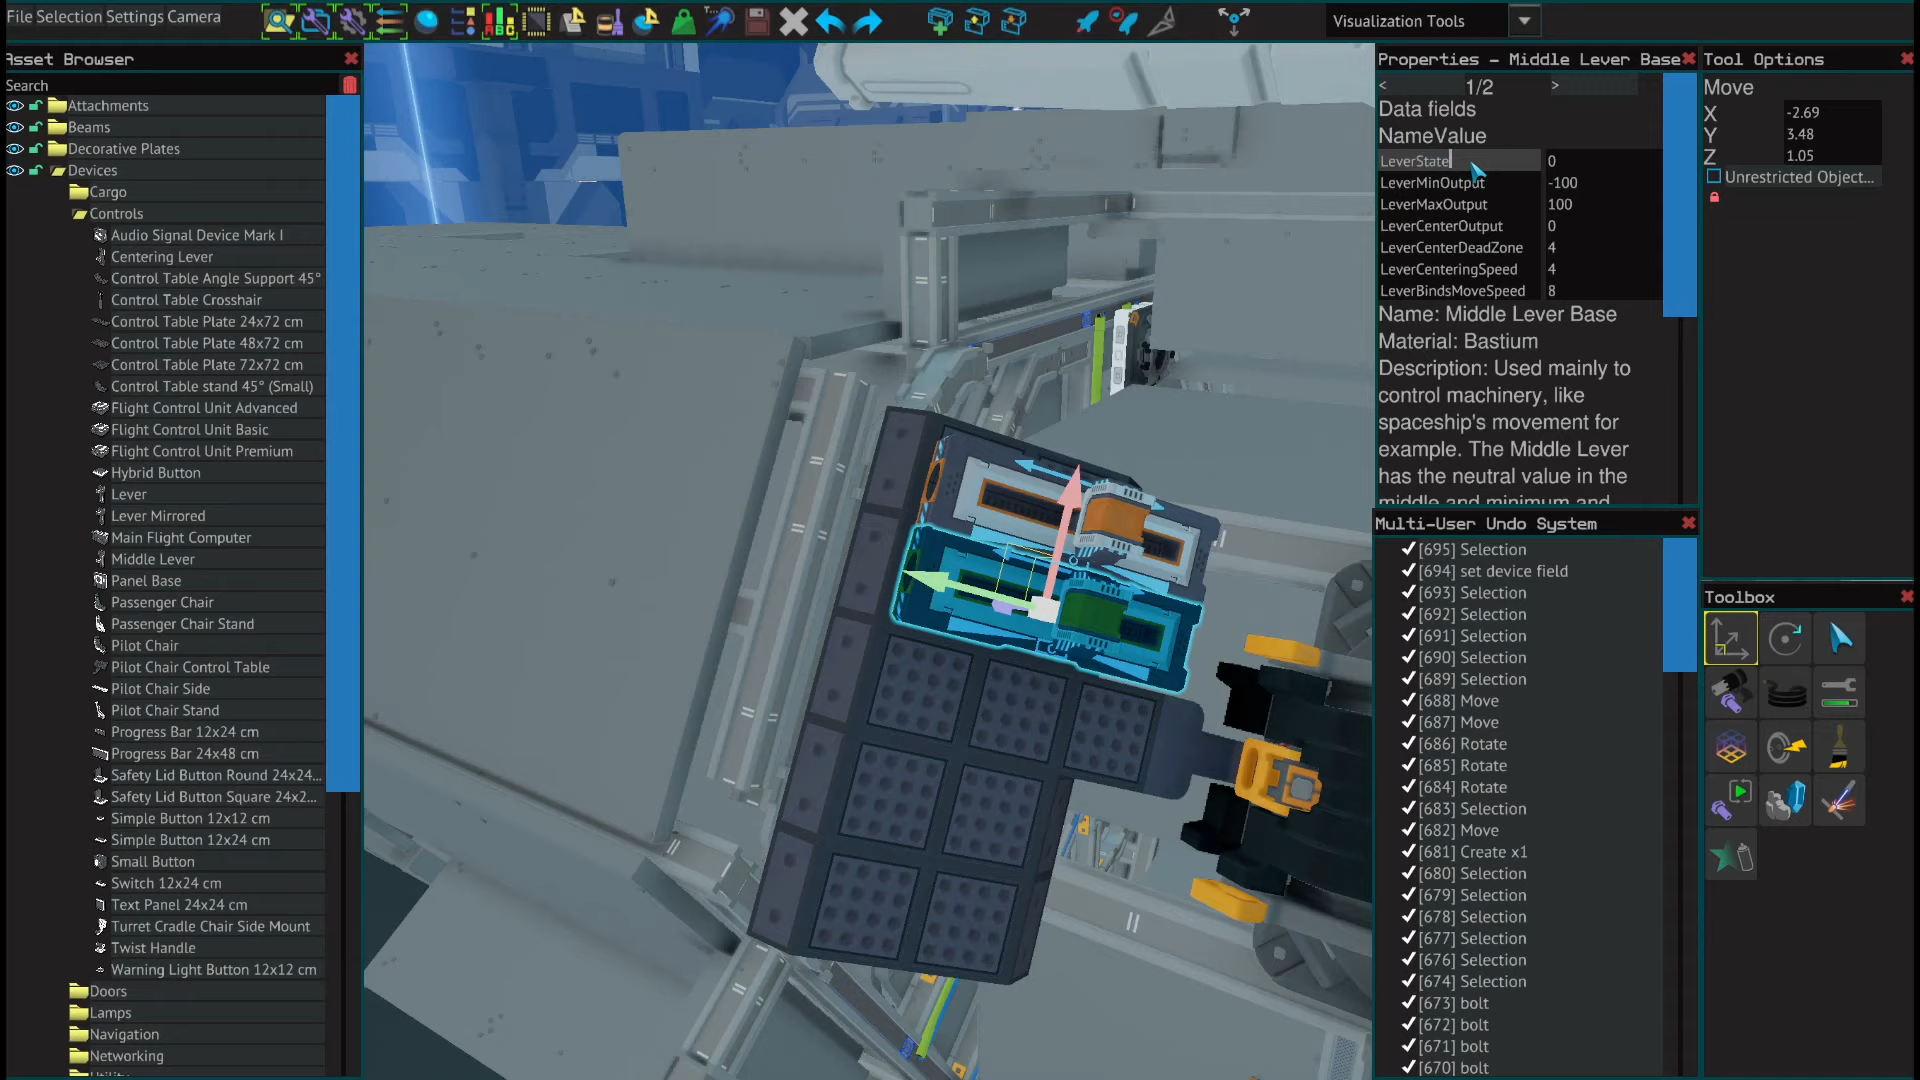 File Selection Settings Camera
Visualization Tools
Asset Browser
Search
Attachments
Beams
Decorative Plates
Devices
Cargo
Controls
Audio Signal Device Mark I
Centering Lever
Control Table Angle Support 45°
Control Table Crosshair
Control Table Plate 24x72 cm
Control Table Plate 48x72 cm
Control Table Plate 72x72 cm
Control Table stand 45° (Small)
Flight Control Unit Advanced
Flight Control Unit Basic
Flight Control Unit Premium
Hybrid Button
Lever
Lever Mirrored
Main Flight Computer
Middle Lever
Panel Base
Passenger Chair
Passenger Chair Stand
Pilot Chair
Pilot Chair Control Table
Pilot Chair Side
Pilot Chair Stand
Progress Bar 12x24 cm
Progress Bar 24x48 cm
Safety Lid Button Round 24x24...
Safety Lid Button Square 24x2...
Simple Button 12x12 cm
Simple Button 12x24 cm
Small Button
Switch 12x24 cm
Text Panel 24x24 cm
Turret Cradle Chair Side Mount
Twist Handle
Warning Light Button 12x12 cm
Doors
Lamps
Navigation
Networking
Properties - Middle Lever Base
< 1/2 >
Data fields
NameValue
LeverState 0
LeverMinOutput -100
LeverMaxOutput 100
LeverCenterOutput 0
LeverCenterDeadZone 4
LeverCenteringSpeed 4
LeverBindsMoveSpeed 8
Name: Middle Lever Base
Material: Bastium
Description: Used mainly to
control machinery, like
spaceship's movement for
example. The Middle Lever
has the neutral value in the
middle and minimum and
Multi-User Undo System
[695] Selection
[694] set device field
[693] Selection
[692] Selection
[691] Selection
[690] Selection
[689] Selection
[688] Move
[687] Move
[686] Rotate
[685] Rotate
[684] Rotate
[683] Selection
[682] Move
[681] Create x1
[680] Selection
[679] Selection
[678] Selection
[677] Selection
[676] Selection
[674] Selection
[673] bolt
[672] bolt
[671] bolt
[670] bolt
Tool Options
Move
X -2.69
Y 3.48
Z 1.05
Unrestricted Object...
Toolbox